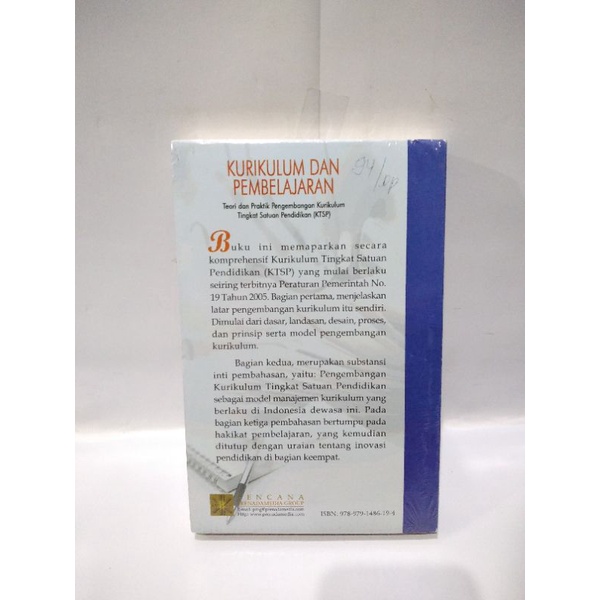 KURIKULUM DAN
PEMBELAJARAN
Teori dan Praktik Pengembangan Kurikulum
Tingkat Satuan Pendidikan (KTSP)
Buku ini memaparkan secara
komprehensif Kurikulum Tingkat Satuan
Pendidikan (KTSP) yang mulai berlaku
seiring terbitnya Peraturan Pemerintah No.
19 Tahun 2005. Bagian pertama, menjelaskan
latar pengembangan kurikulum itu sendiri.
Dimulai dari dasar, landasan, desain, proses,
dan prinsip serta model pengembangan
kurikulum.
Bagian kedua, merupakan substansi
inti pembahasan, yaitu: Pengembangan
Kurikulum Tingkat Satuan Pendidikan
sebagai model manajemen kurikulum yang
berlaku di Indonesia dewasa ini. Pada
bagian ketiga pembahasan bertumpu pada
hakikat pembelajaran, yang kemudian
ditutup dengan uraian tentang inovasi
pendidikan di bagian keempat.
KENCANA
PRENADAMEDIA GROUP
ISBN: 978-979-1486-19-4